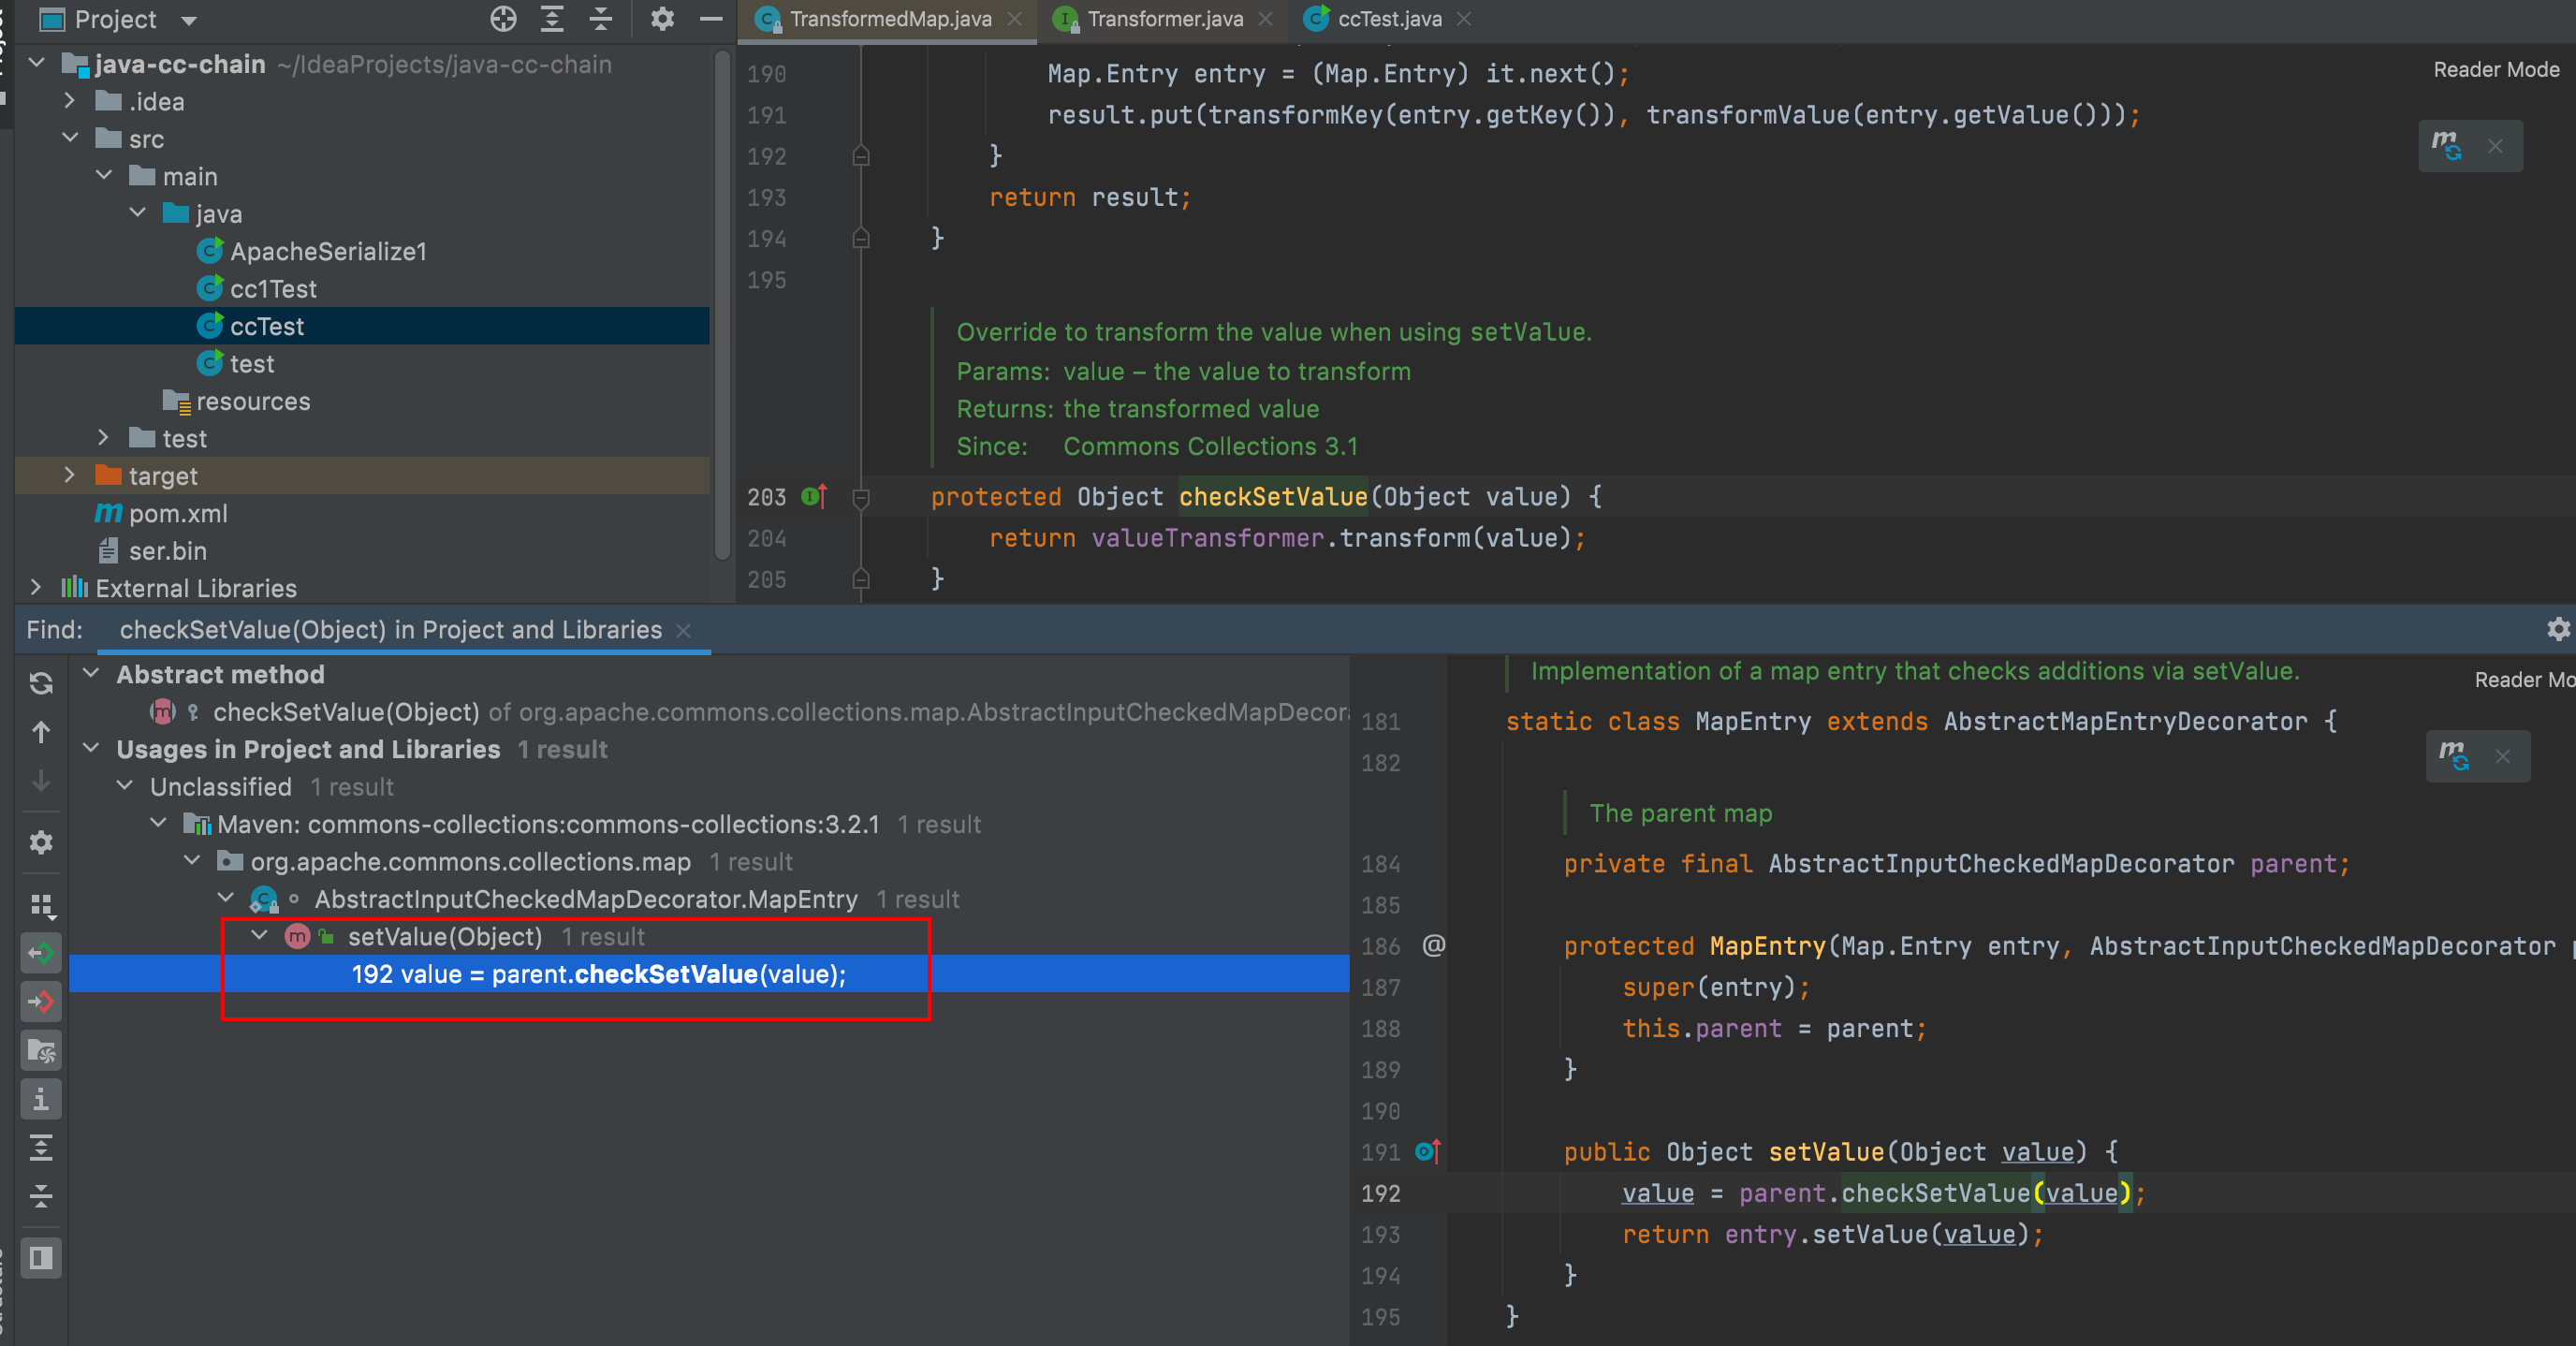 Project
TransformedMap.java
Transformer.java
ccTest.java
java-cc-chain ~/IdeaProjects/java-cc-chain
.idea
src
main
java
ApacheSerialize1
cc1Test
ccTest
test
resources
test
target
pom.xml
ser.bin
External Libraries
Reader Mode
190 Map.Entry entry = (Map.Entry) it.next();
191 result.put(transformKey(entry.getKey()), transformValue(entry.getValue()));
192 }
193 return result;
194 }
195
Override to transform the value when using setValue.
Params: value – the value to transform
Returns: the transformed value
Since: Commons Collections 3.1
203 protected Object checkSetValue(Object value) {
204 return valueTransformer.transform(value);
205 }
Find: checkSetValue(Object) in Project and Libraries
Abstract method
checkSetValue(Object) of org.apache.commons.collections.map.AbstractInputCheckedMapDecora
Usages in Project and Libraries 1 result
Unclassified 1 result
Maven: commons-collections:commons-collections:3.2.1 1 result
org.apache.commons.collections.map 1 result
AbstractInputCheckedMapDecorator.MapEntry 1 result
setValue(Object) 1 result
192 value = parent.checkSetValue(value);
Implementation of a map entry that checks additions via setValue.
Reader Mo
181 static class MapEntry extends AbstractMapEntryDecorator {
182
The parent map
184 private final AbstractInputCheckedMapDecorator parent;
185
186 @ protected MapEntry(Map.Entry entry, AbstractInputCheckedMapDecorator p
187 super(entry);
188 this.parent = parent;
189 }
190
191 public Object setValue(Object value) {
192 value = parent.checkSetValue(value);
193 return entry.setValue(value);
194 }
195 }